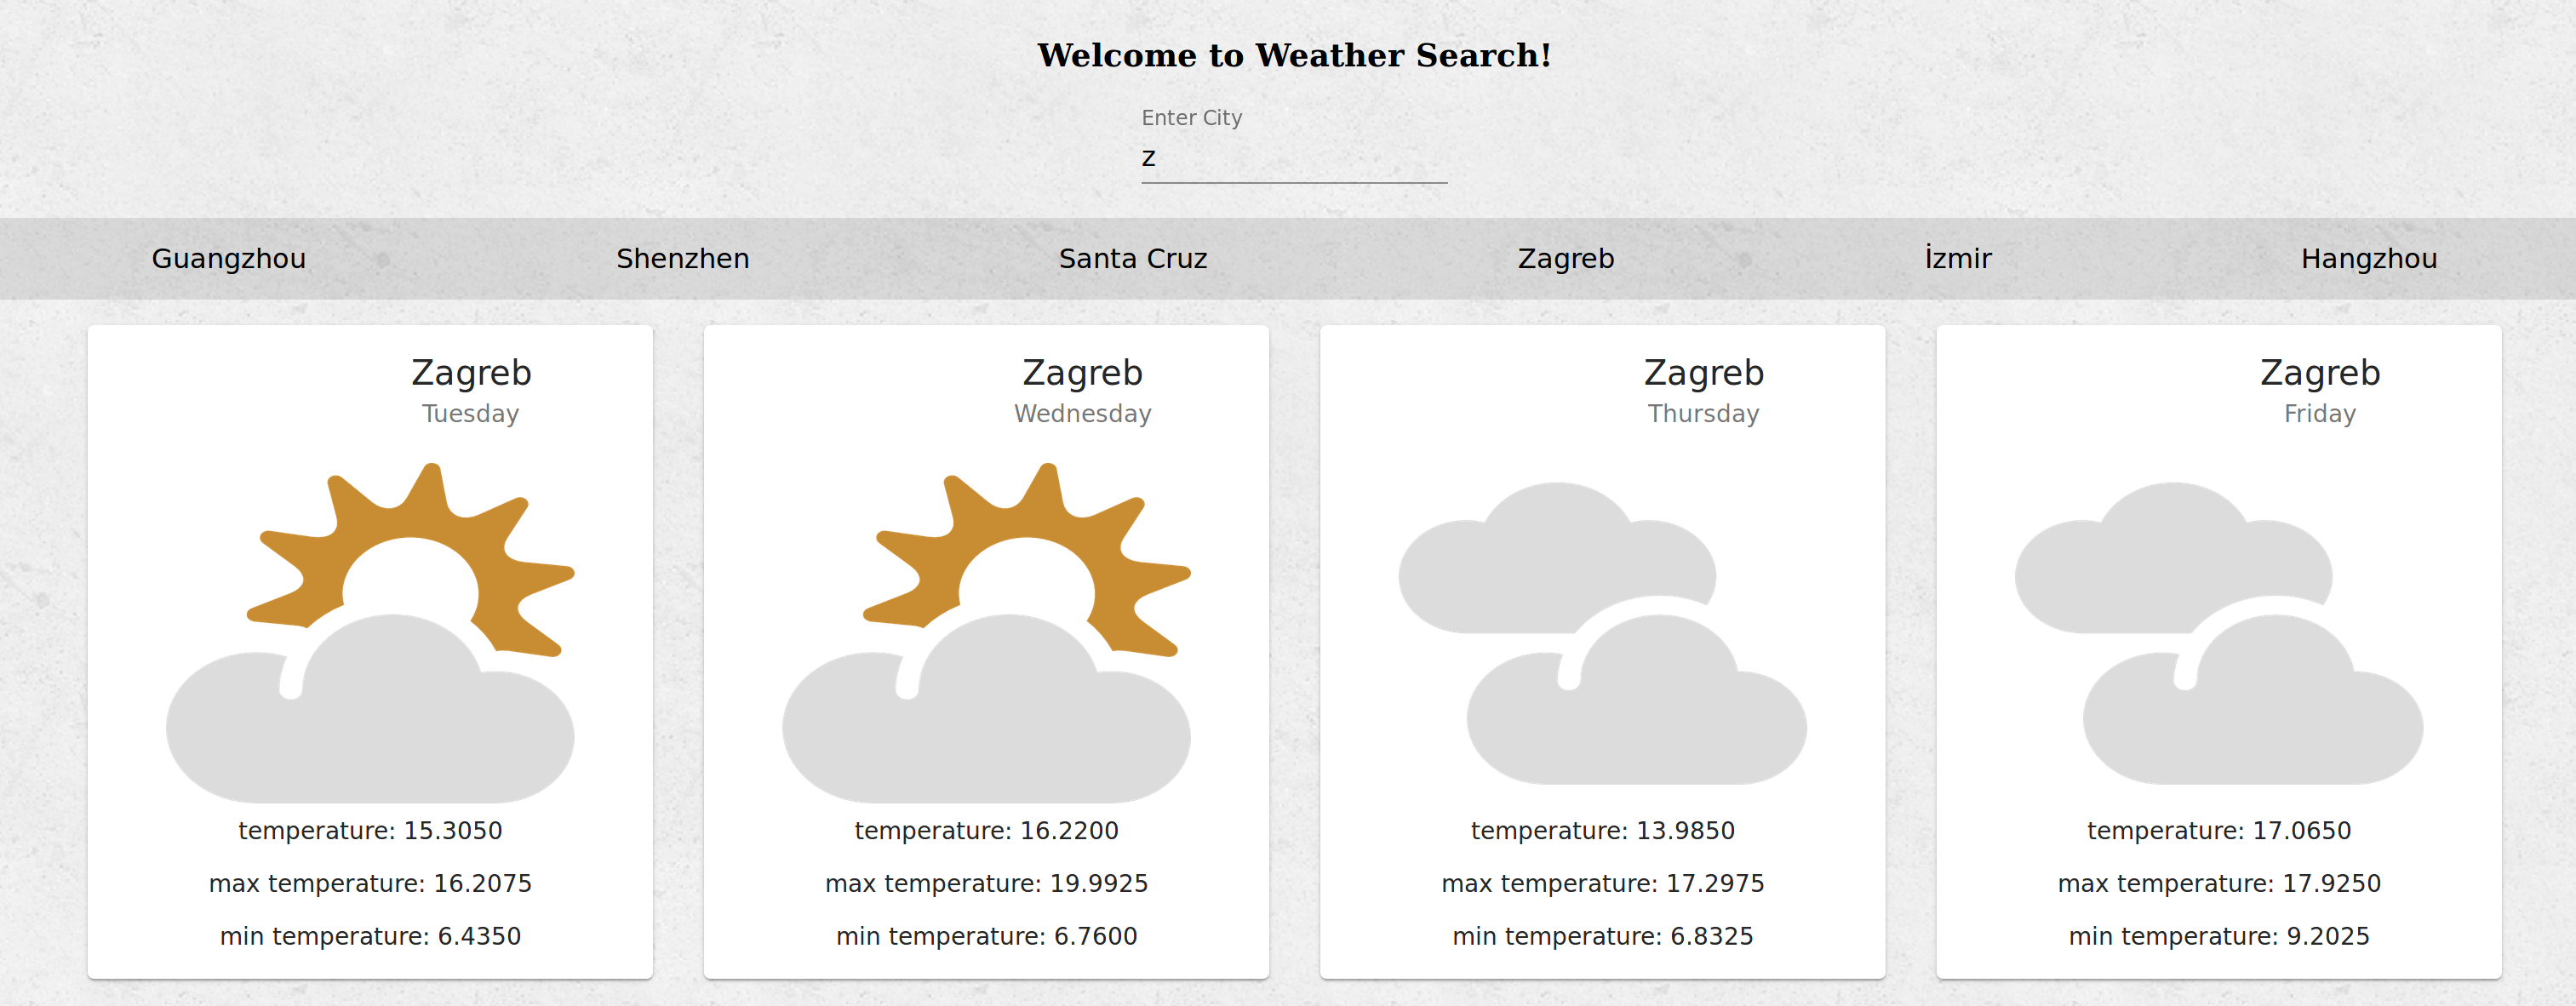 Welcome to Weather Search!
Enter City
z
Guangzhou Shenzhen Santa Cruz Zagreb İzmir Hangzhou
Zagreb
Tuesday
temperature: 15.3050
max temperature: 16.2075
min temperature: 6.4350
Zagreb
Wednesday
temperature: 16.2200
max temperature: 19.9925
min temperature: 6.7600
Zagreb
Thursday
temperature: 13.9850
max temperature: 17.2975
min temperature: 6.8325
Zagreb
Friday
temperature: 17.0650
max temperature: 17.9250
min temperature: 9.2025